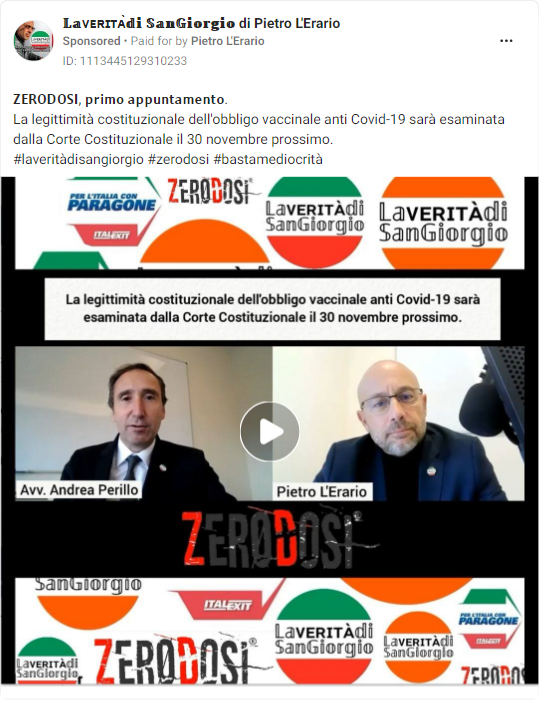 LaVERITÀdi SanGiorgio di Pietro L'Erario
Sponsored • Paid for by Pietro L'Erario
ID: 1113445129310233
ZERODOSI, primo appuntamento.
La legittimità costituzionale dell'obbligo vaccinale anti Covid-19 sarà esaminata
dalla Corte Costituzionale il 30 novembre prossimo.
#laveritàdisangiorgio #zerodosi #bastamediocrità
PER L'ITALIA CON
PARAGONE
ITALEXIT
ZERODOSI®
LaVERITÀdi
SanGiorgio
LaVERITÀdi
SanGiorgio
La legittimità costituzionale dell'obbligo vaccinale anti Covid-19 sarà
esaminata dalla Corte Costituzionale il 30 novembre prossimo.
Avv. Andrea Perillo
Pietro L'Erario
ZERODOSI®
SanGiorgio
ITALEXIT
LaVERITÀdi
SanGiorgio
PER L'ITALIA CON
PARAGONE
ITALEXIT
LaVERITÀdi
SanGiorgio
ZERODOSI®
LaVERITÀdi
SanGiorgio
ZERODOSI